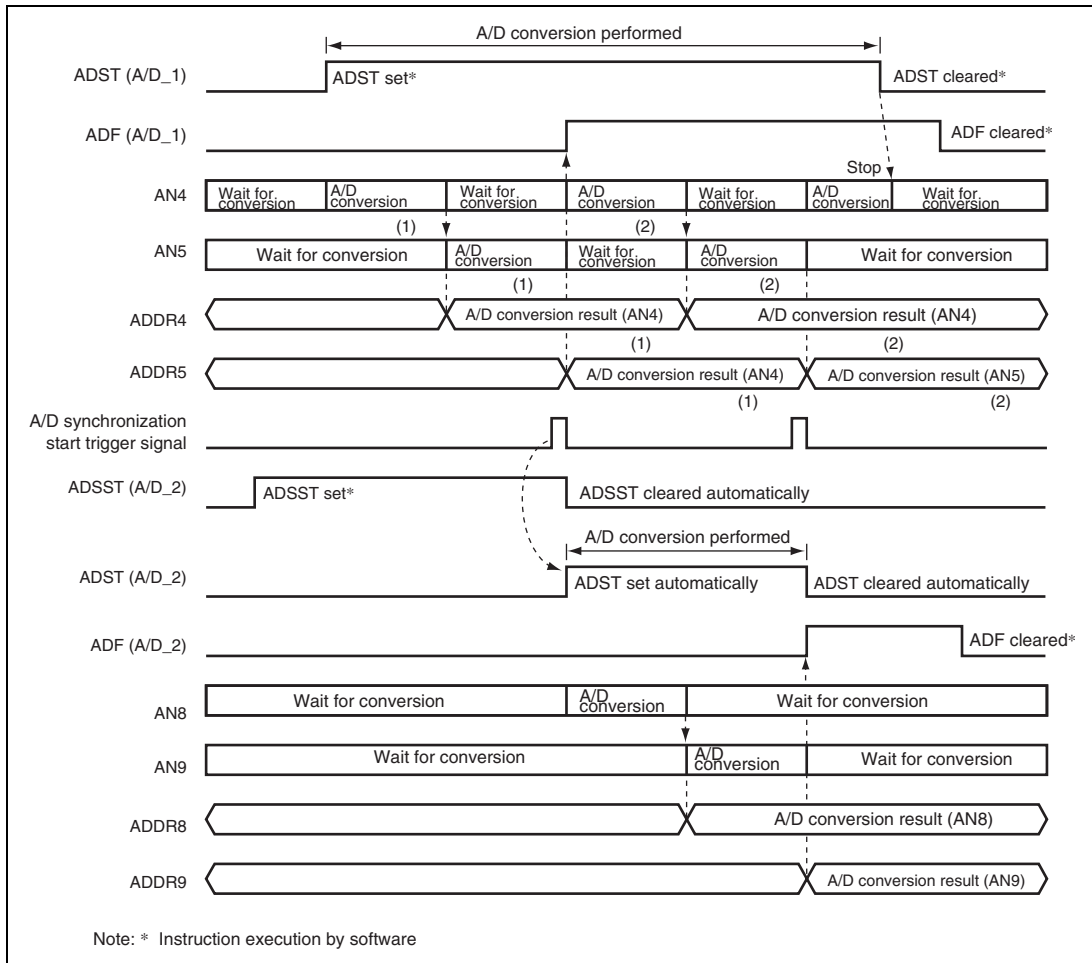 A/D conversion performed
ADST (A/D_1)
ADST set*
ADST cleared*
ADF (A/D_1)
ADF cleared*
Stop
AN4
Wait for
conversion
A/D
conversion
Wait for
conversion
A/D
conversion
Wait for
conversion
A/D
conversion
Wait for
conversion
(1)
(2)
AN5
Wait for conversion
A/D
conversion
Wait for
conversion
A/D
conversion
Wait for conversion
(1)
(2)
ADDR4
A/D conversion result (AN4)
A/D conversion result (AN4)
(1)
(2)
ADDR5
A/D conversion result (AN4)
A/D conversion result (AN5)
(1)
(2)
A/D synchronization
start trigger signal
ADSST (A/D_2)
ADSST set*
ADSST cleared automatically
A/D conversion performed
ADST (A/D_2)
ADST set automatically
ADST cleared automatically
ADF (A/D_2)
ADF cleared*
AN8
Wait for conversion
A/D
conversion
Wait for conversion
AN9
Wait for conversion
A/D
conversion
Wait for conversion
ADDR8
A/D conversion result (AN8)
ADDR9
A/D conversion result (AN9)
Note: * Instruction execution by software